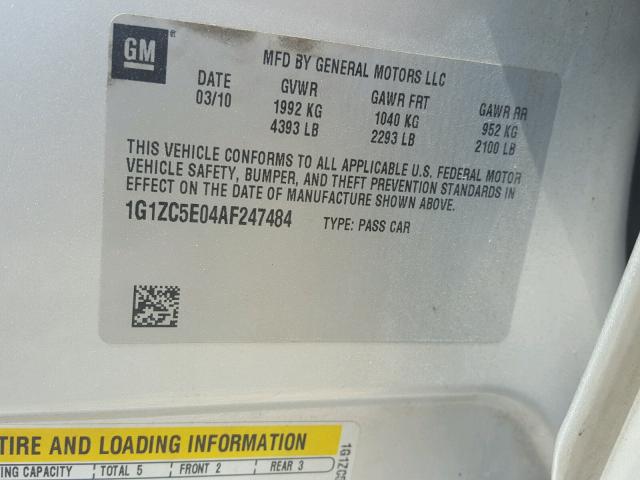 GM
MFD BY GENERAL MOTORS LLC
DATE GVWR GAWR FRT GAWR RR
03/10 1992 KG 1040 KG 952 KG
4393 LB 2293 LB 2100 LB
THIS VEHICLE CONFORMS TO ALL APPLICABLE U.S. FEDERAL MOTOR
VEHICLE SAFETY, BUMPER, AND THEFT PREVENTION STANDARDS IN
EFFECT ON THE DATE OF MANUFACTURE SHOWN ABOVE.
1G1ZC5E04AF247484 TYPE: PASS CAR
TIRE AND LOADING INFORMATION
CAPACITY TOTAL 5 FRONT 2 REAR 3
1G1ZC5